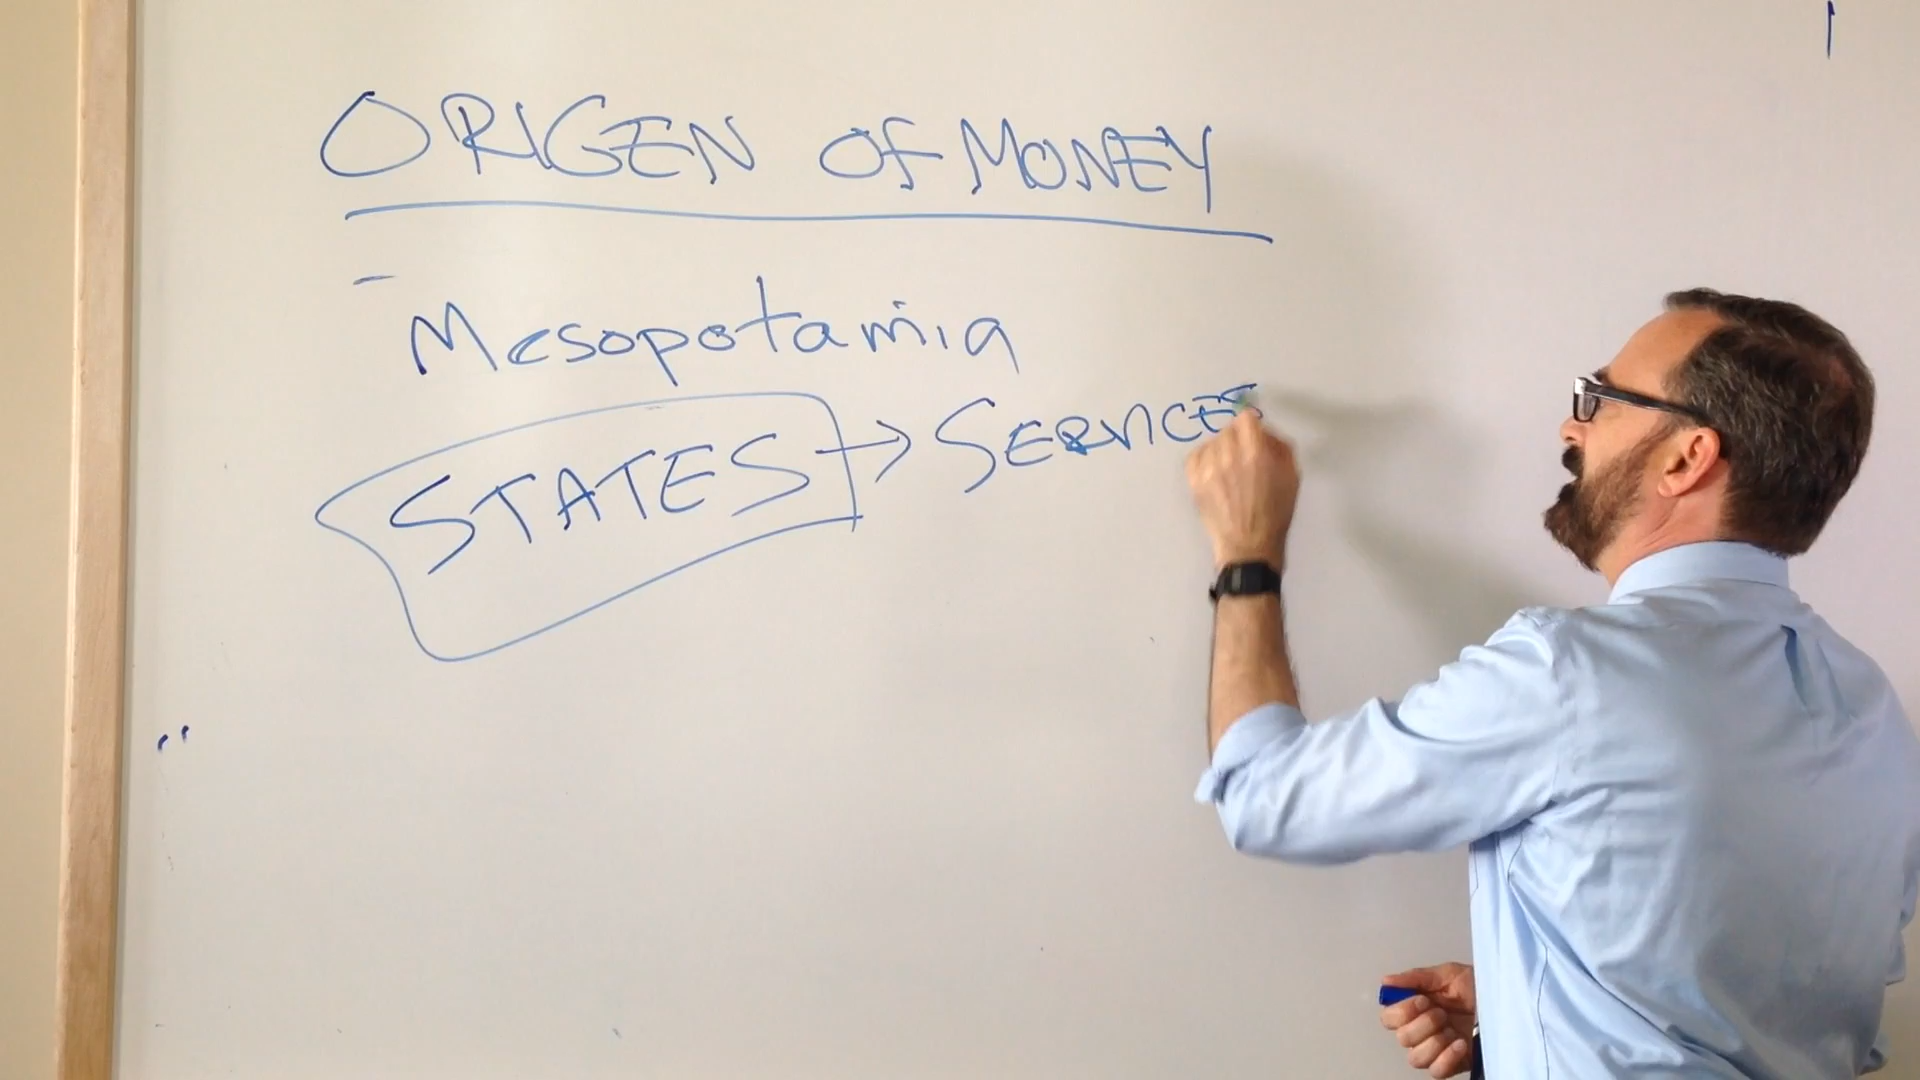 ORIGEN OF MONEY
- Mesopotamia
STATES → SERVICES